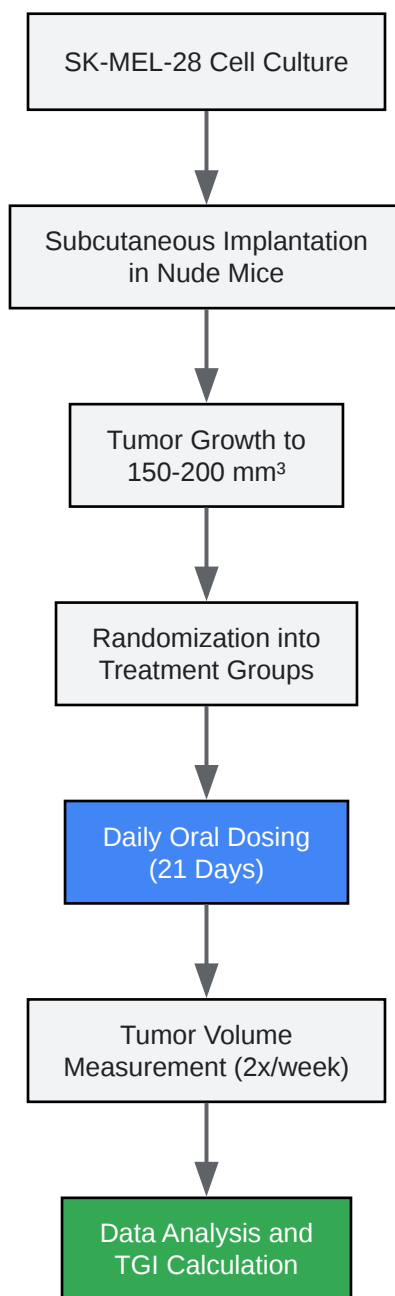 SK-MEL-28 Cell Culture
Subcutaneous Implantation
in Nude Mice
Tumor Growth to
150-200 mm³
Randomization into
Treatment Groups
Daily Oral Dosing
(21 Days)
Tumor Volume
Measurement (2x/week)
Data Analysis and
TGI Calculation